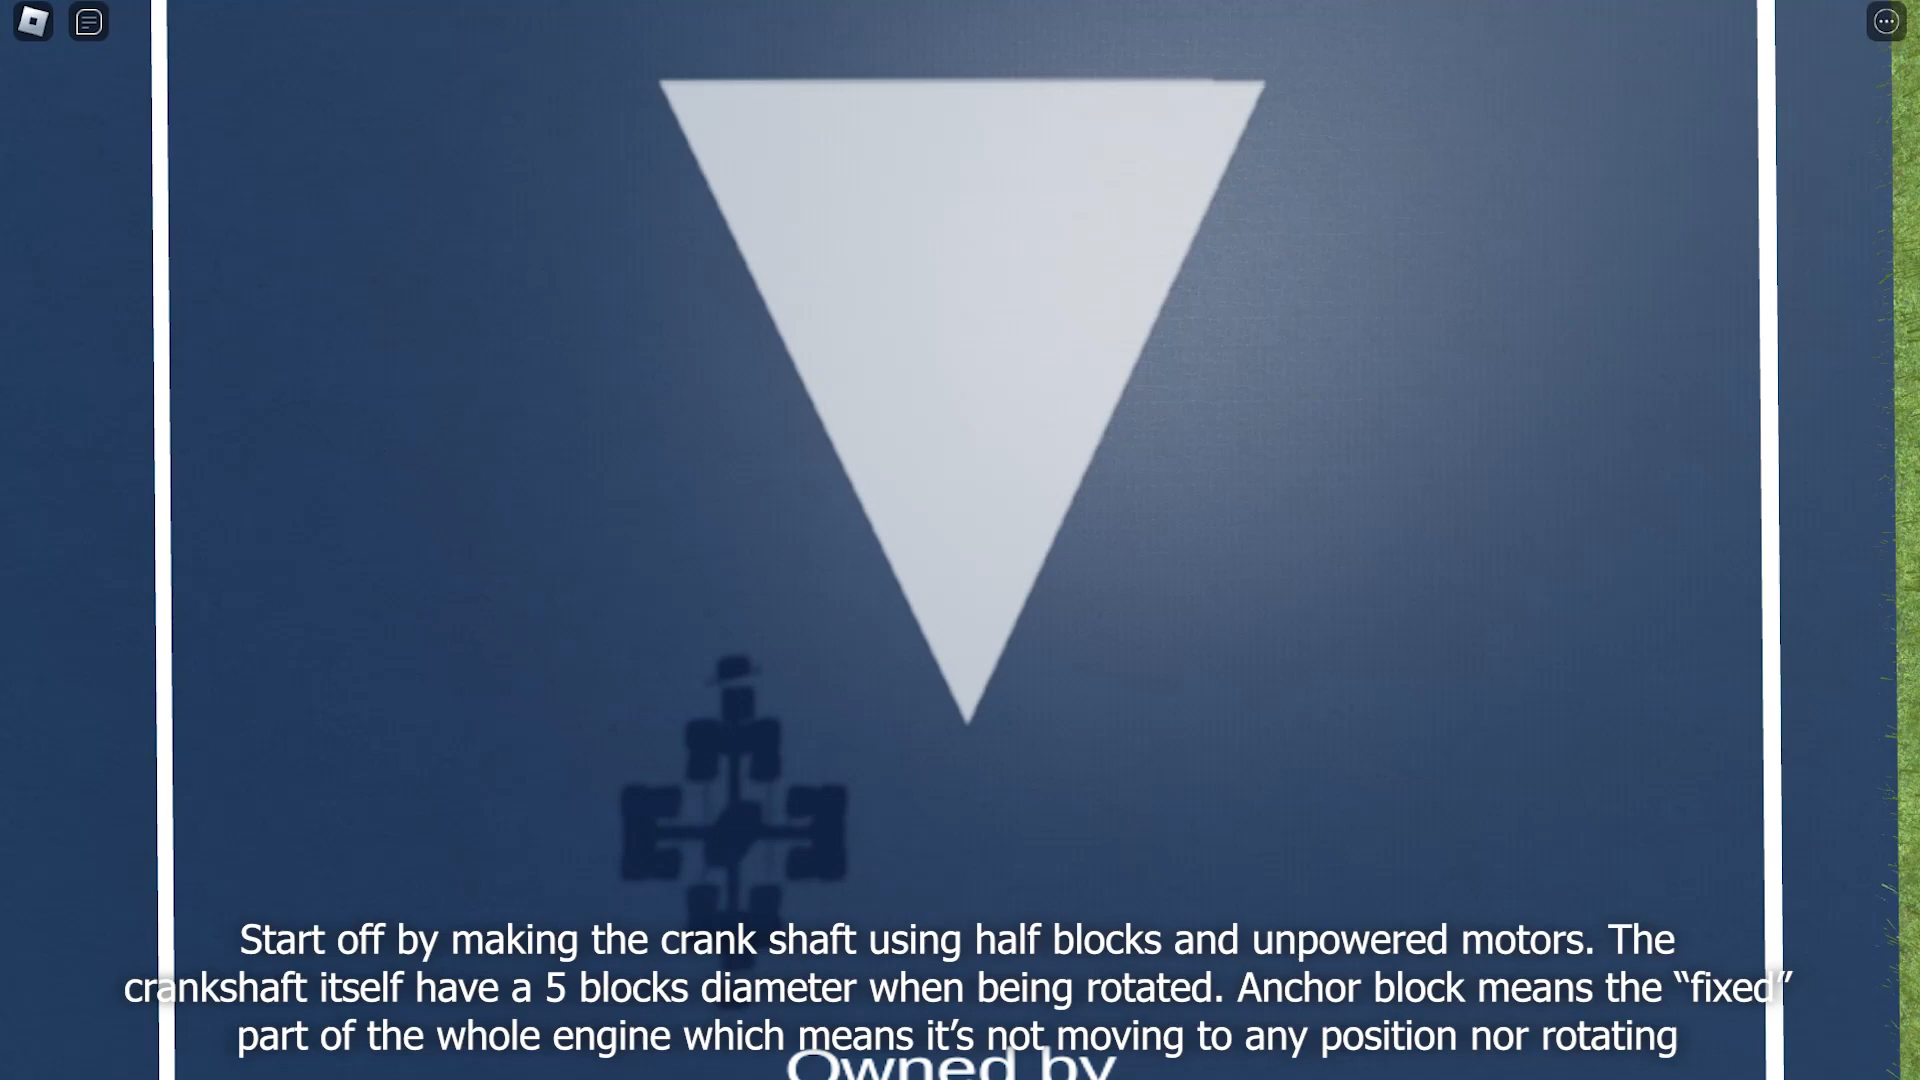 Start off by making the crank shaft using half blocks and unpowered motors. The
crankshaft itself have a 5 blocks diameter when being rotated. Anchor block means the “fixed”
part of the whole engine which means it’s not moving to any position nor rotating
Owned by